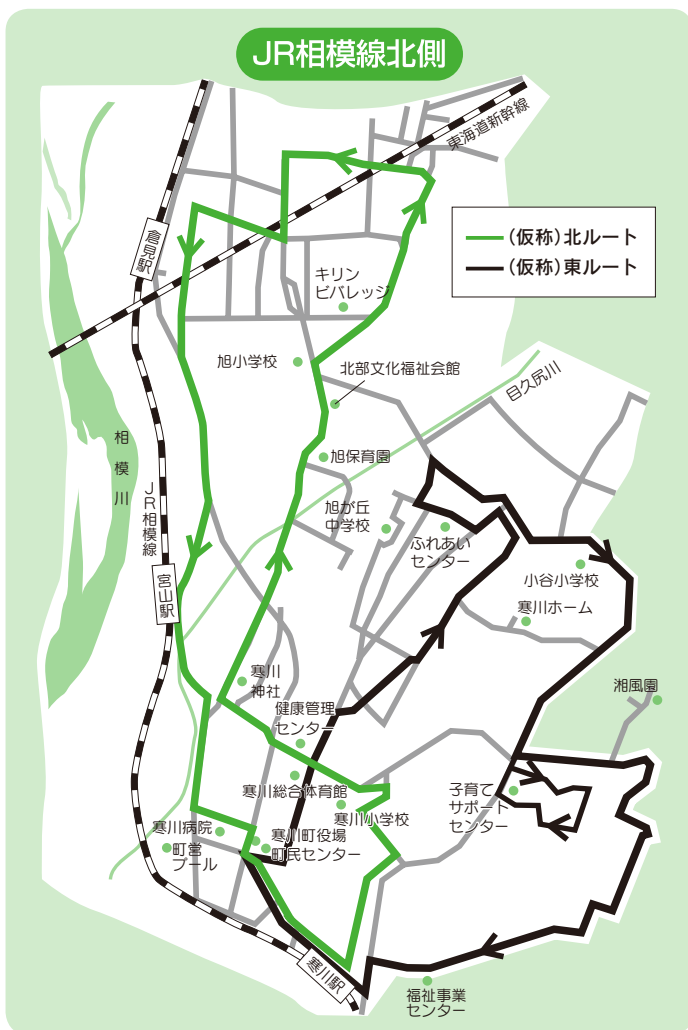 JR相模線北側
東海道新幹線
(仮称)北ルート
(仮称)東ルート
倉見駅
キリン
ビバレッジ
旭小学校
北部文化福祉会館
目久尻川
相模川
JR相模線
旭保育園
旭が丘
中学校
ふれあい
センター
小谷小学校
宮山駅
寒川ホーム
寒川
神社
湘風園
健康管理
センター
寒川総合体育館
子育て
サポート
センター
寒川小学校
寒川病院
寒川町役場
町民センター
町営
プール
寒川駅
福祉事業
センター